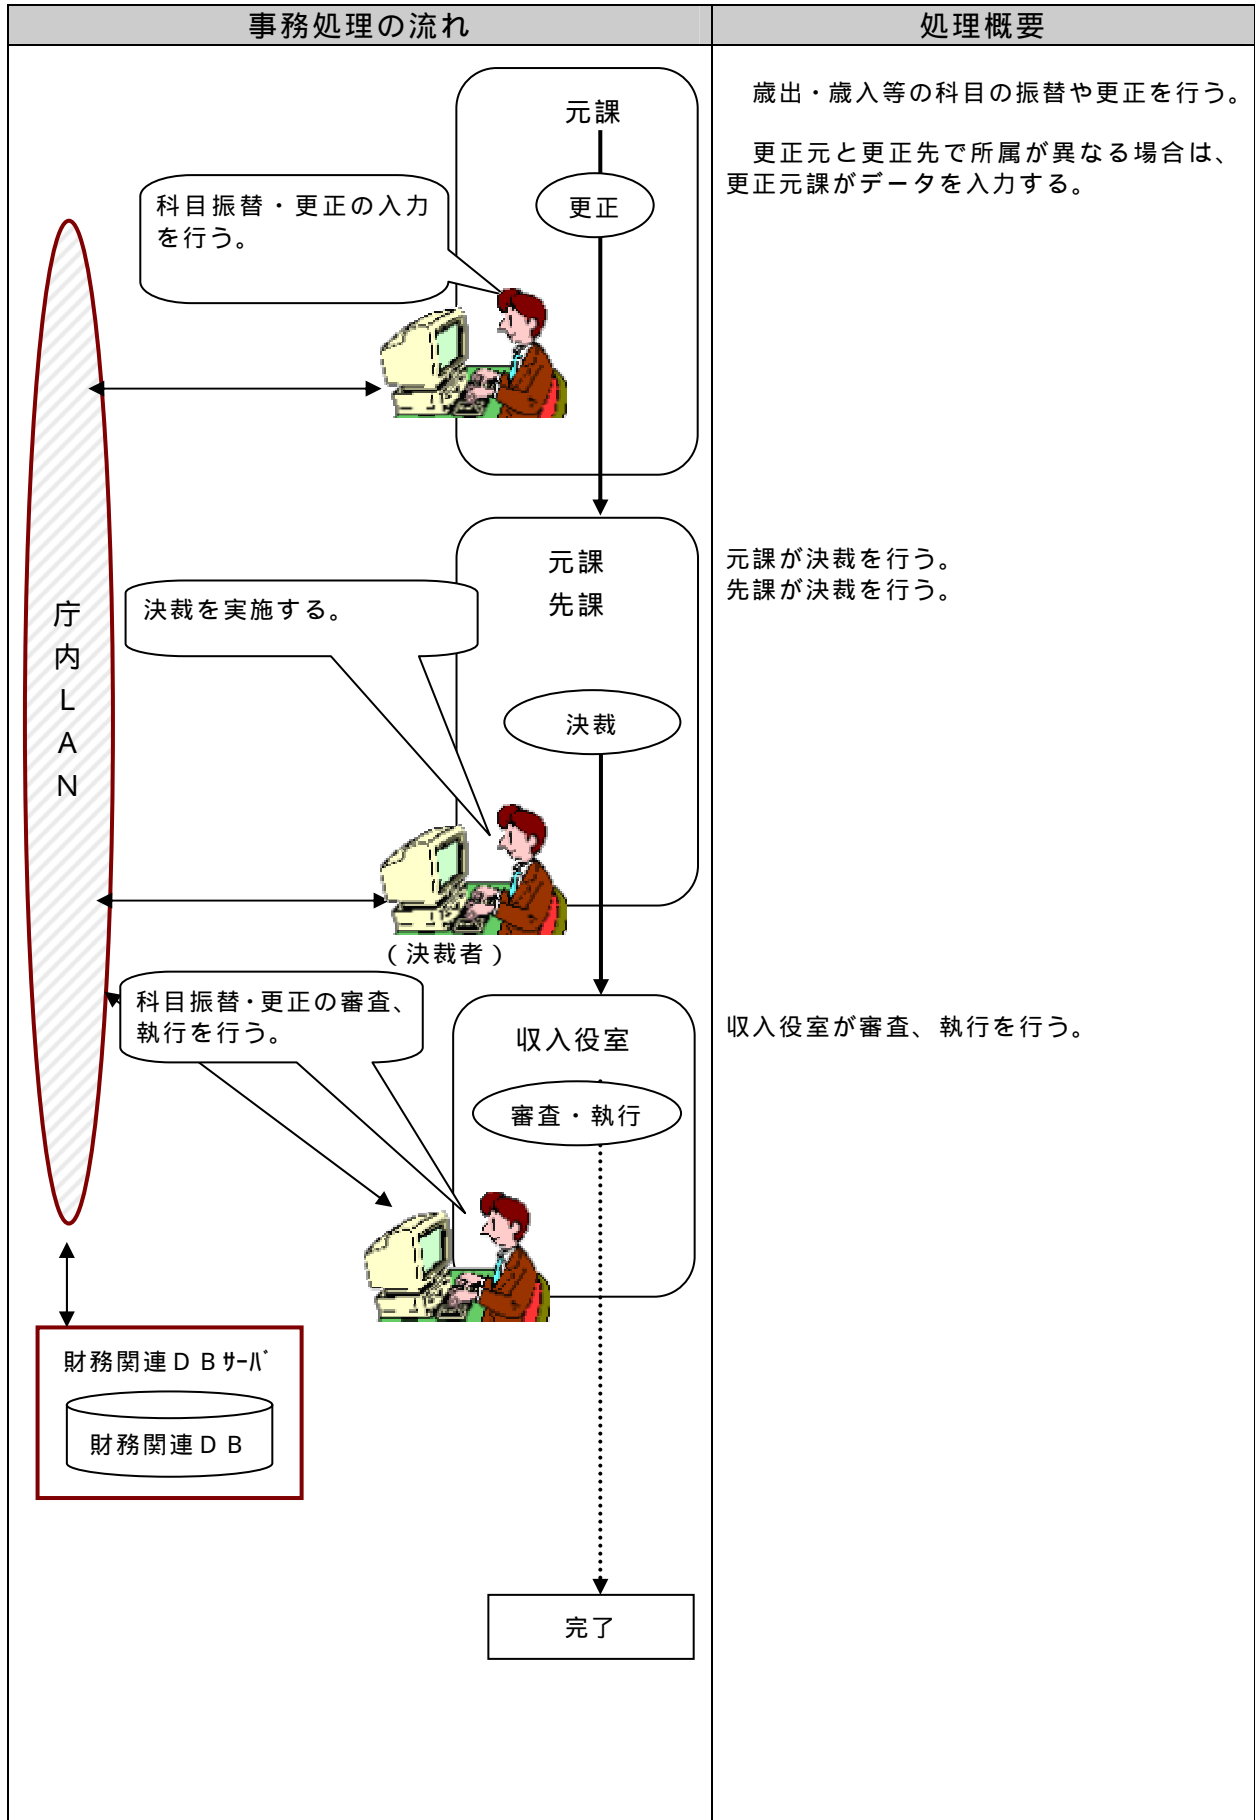 事務処理の流れ
処理概要
元課
更正
科目振替・更正の入力
を行う。
歳出・歳入等の科目の振替や更正を行う。
更正元と更正先で所属が異なる場合は、
更正元課がデータを入力する。
庁
内
L
A
N
元課
先課
決裁を実施する。
決裁
（決裁者）
元課が決裁を行う。
先課が決裁を行う。
科目振替・更正の審査、
執行を行う。
収入役室
審査・執行
収入役室が審査、執行を行う。
財務関連ＤＢｻｰﾊﾞ
財務関連ＤＢ
完了